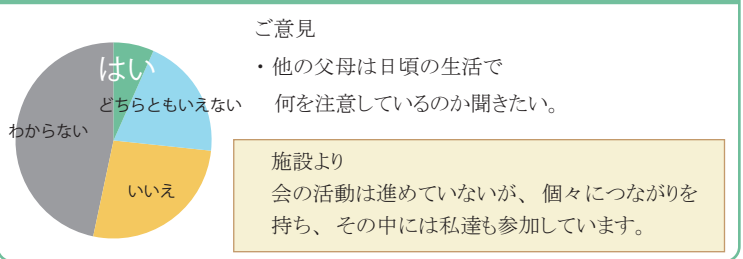 はい
どちらともいえない
わからない
いいえ
ご意見
・他の父母は日頃の生活で
何を注意しているのか聞きたい。
施設より
会の活動は進めていないが、個々につながりを
持ち、その中には私達も参加しています。